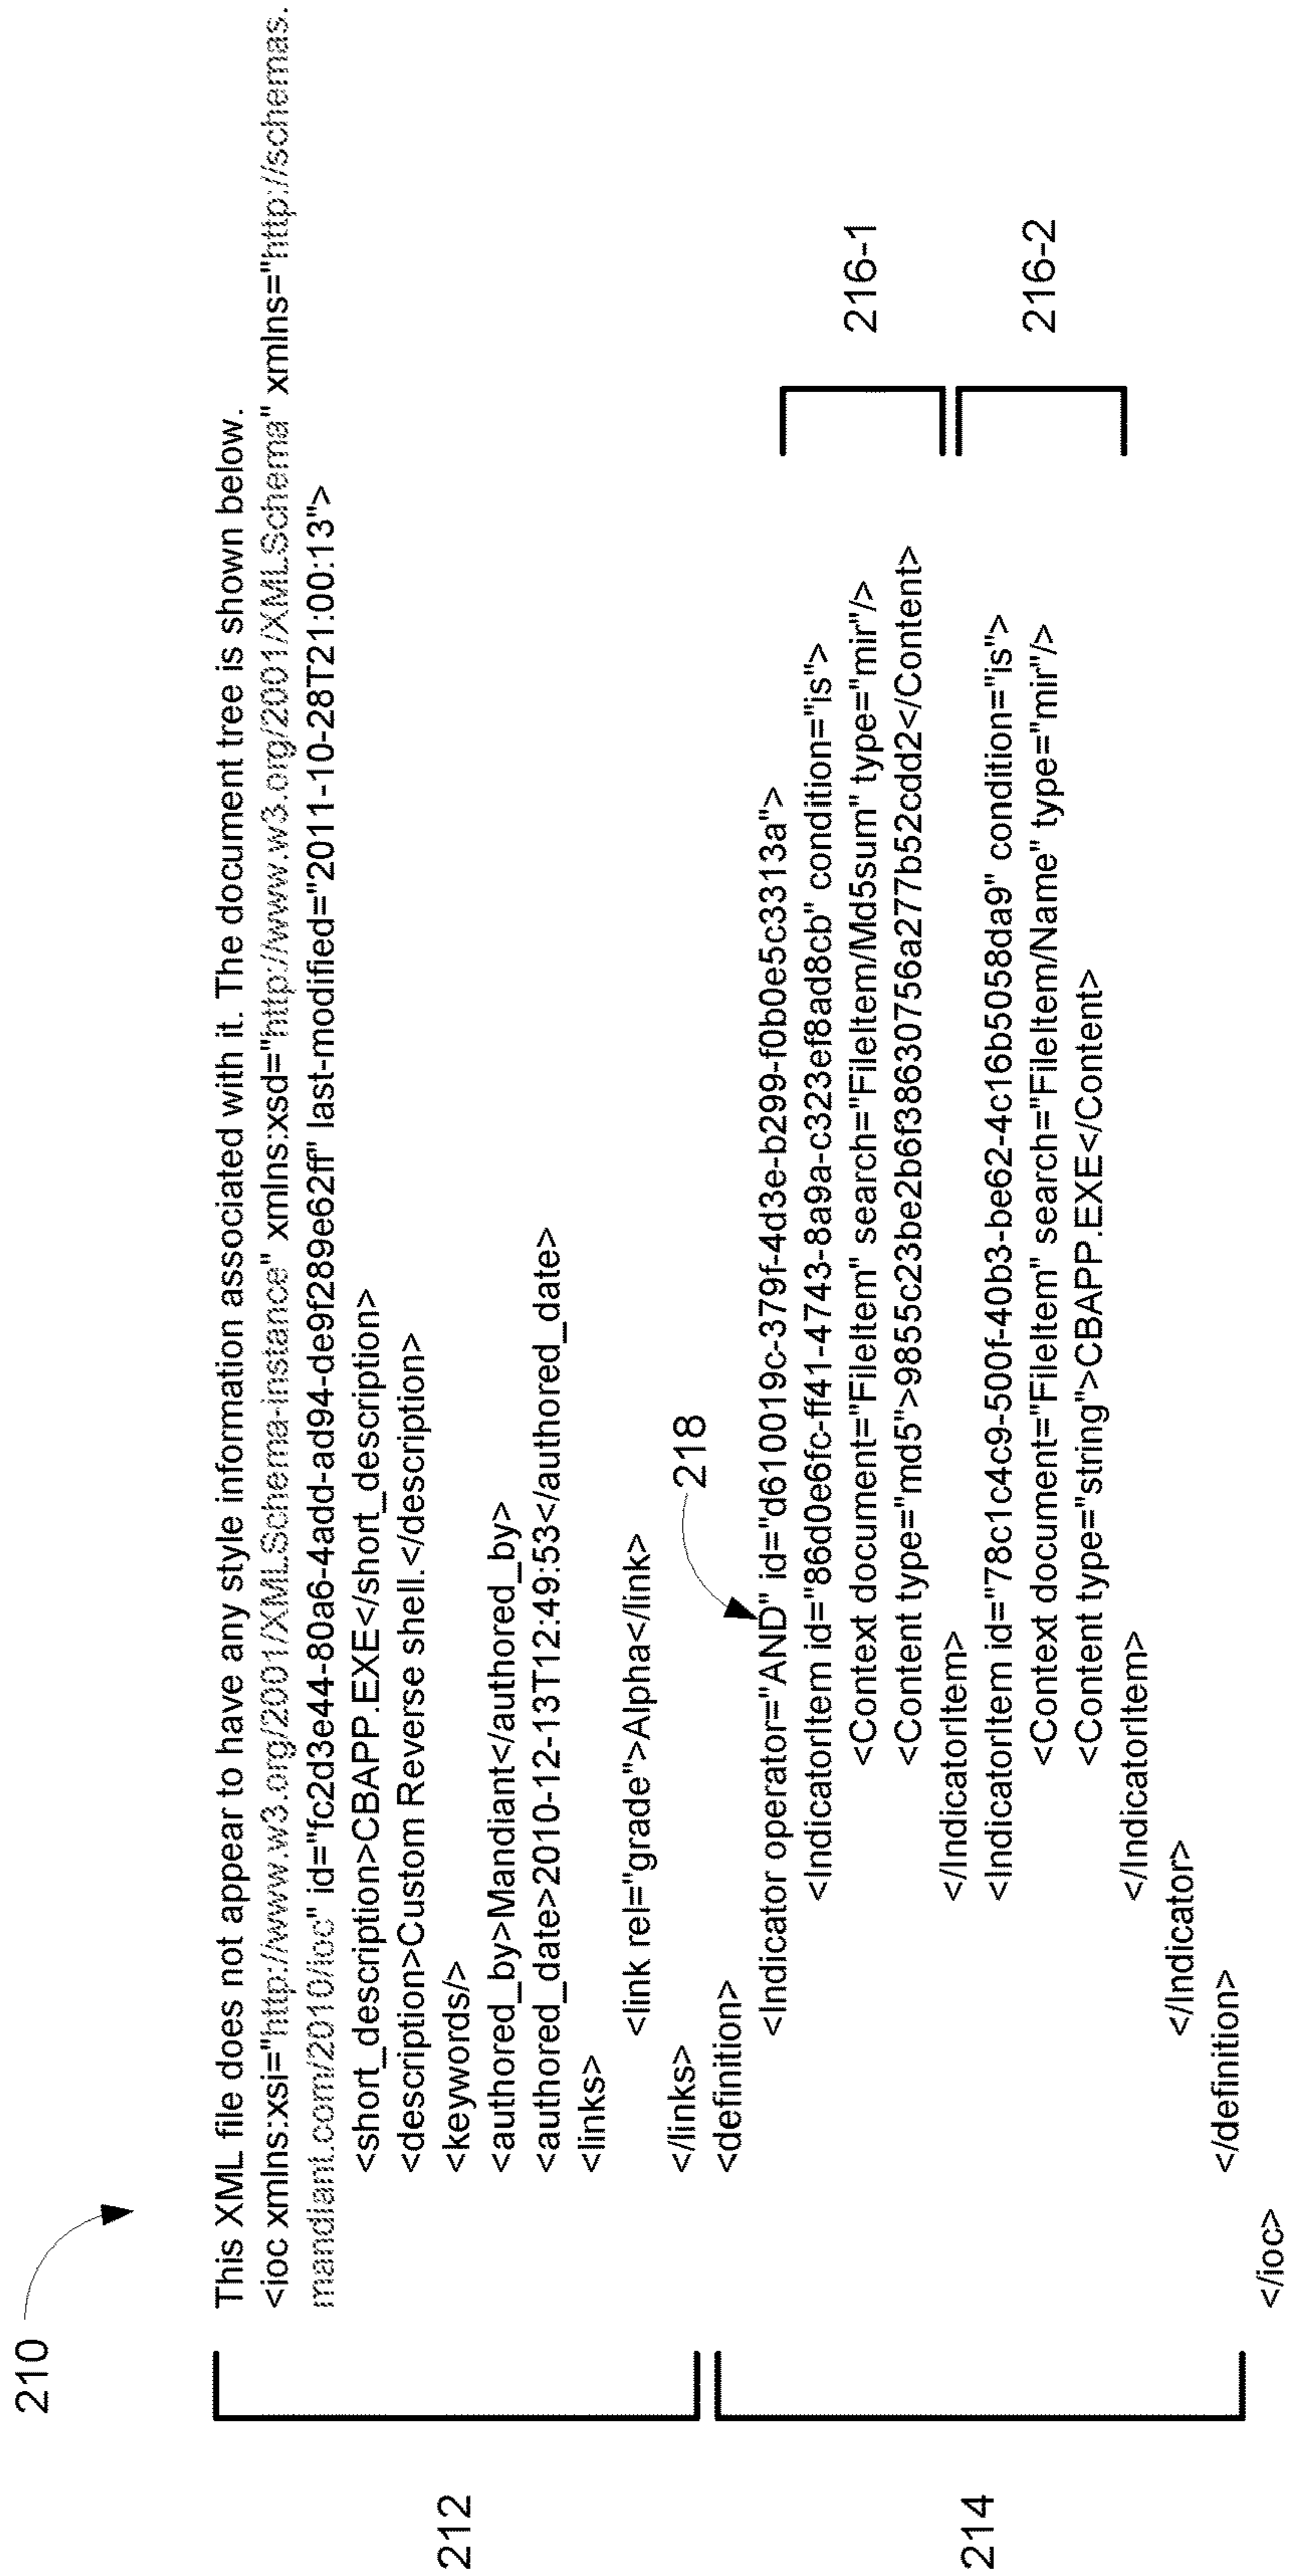 210
This XML file does not appear to have any style information associated with it. The document tree is shown below.
<ioc xmlns:xsi="http://www.w3.org/2001/XMLSchema-instance" xmlns:xsd="http://www.w3.org/2001/XMLSchema" xmlns="http://schemas.
mandiant.com/2010/ioc" id="fc2d3e44-80a6-4add-ad94-de9f289e62ff" last-modified="2011-10-28T21:00:13">
<short_description>CBAPP.EXE</short_description>
<description>Custom Reverse shell.</description>
<keywords/>
212
<authored_by>Mandiant</authored_by>
<authored_date>2010-12-13T12:49:53</authored_date>
<links>
<link rel="grade">Alpha</link>
</links>
218
<definition>
<Indicator operator="AND" id="d610019c-379f-4d3e-b299-f0b0e5c3313a">
<IndicatorItem id="86d0e6fc-ff41-4743-8a9a-c323ef8ad8cb" condition="is">
<Context document="FileItem" search="FileItem/Md5sum" type="mir"/>
216-1
<Content type="md5">9855c23be2b6f38630756a277b52cdd2</Content>
</IndicatorItem>
214
<IndicatorItem id="78c1c4c9-500f-40b3-be62-4c16b5058da9" condition="is">
<Context document="FileItem" search="FileItem/Name" type="mir"/>
216-2
<Content type="string">CBAPP.EXE</Content>
</IndicatorItem>
</Indicator>
</definition>
</ioc>